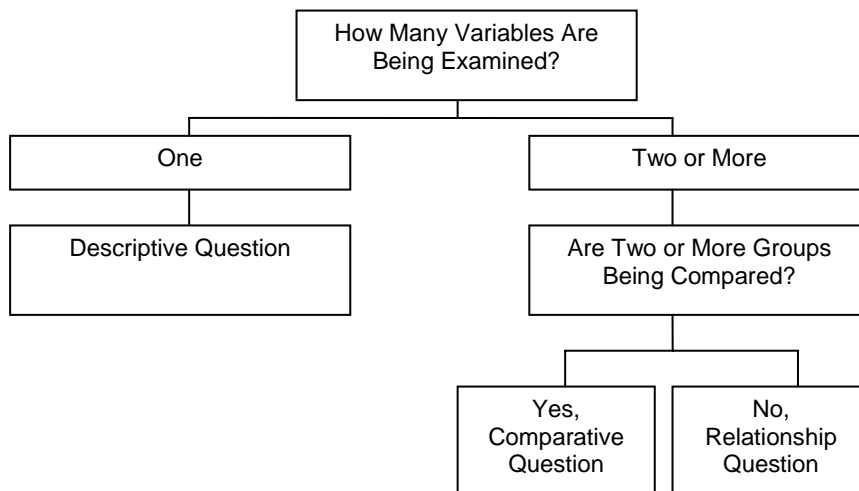 How Many Variables Are
Being Examined?
One
Two or More
Descriptive Question
Are Two or More Groups
Being Compared?
Yes,
Comparative
Question
No,
Relationship
Question